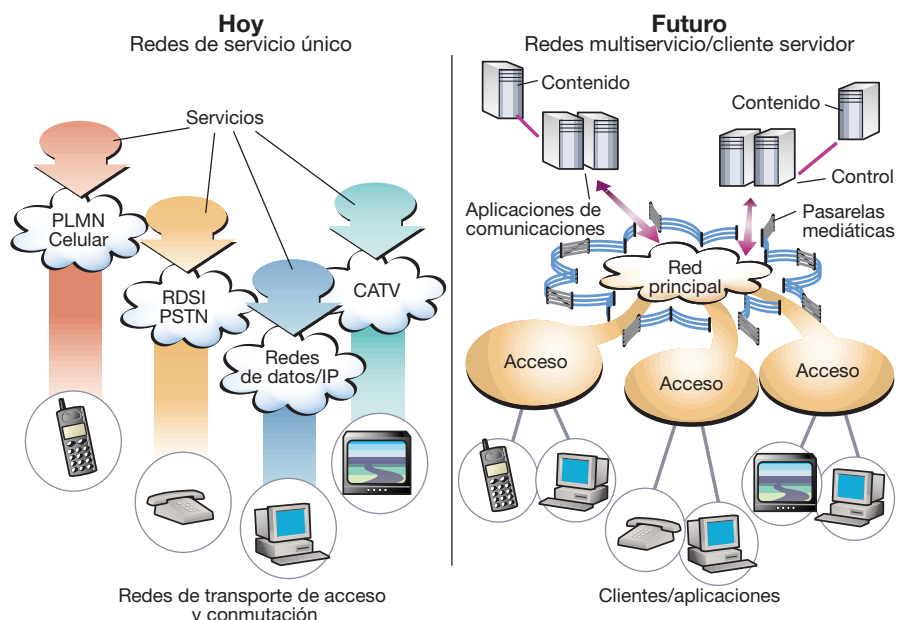 Hoy
Redes de servicio único
Servicios
PLMN
Celular
RDSI
PSTN
Redes
de datos/IP
CATV
Redes de transporte de acceso
y conmutación
Futuro
Redes multiservicio/cliente servidor
Contenido
Contenido
Control
Aplicaciones de
comunicaciones
Pasarelas
mediáticas
Red
principal
Acceso
Acceso
Acceso
Clientes/aplicaciones